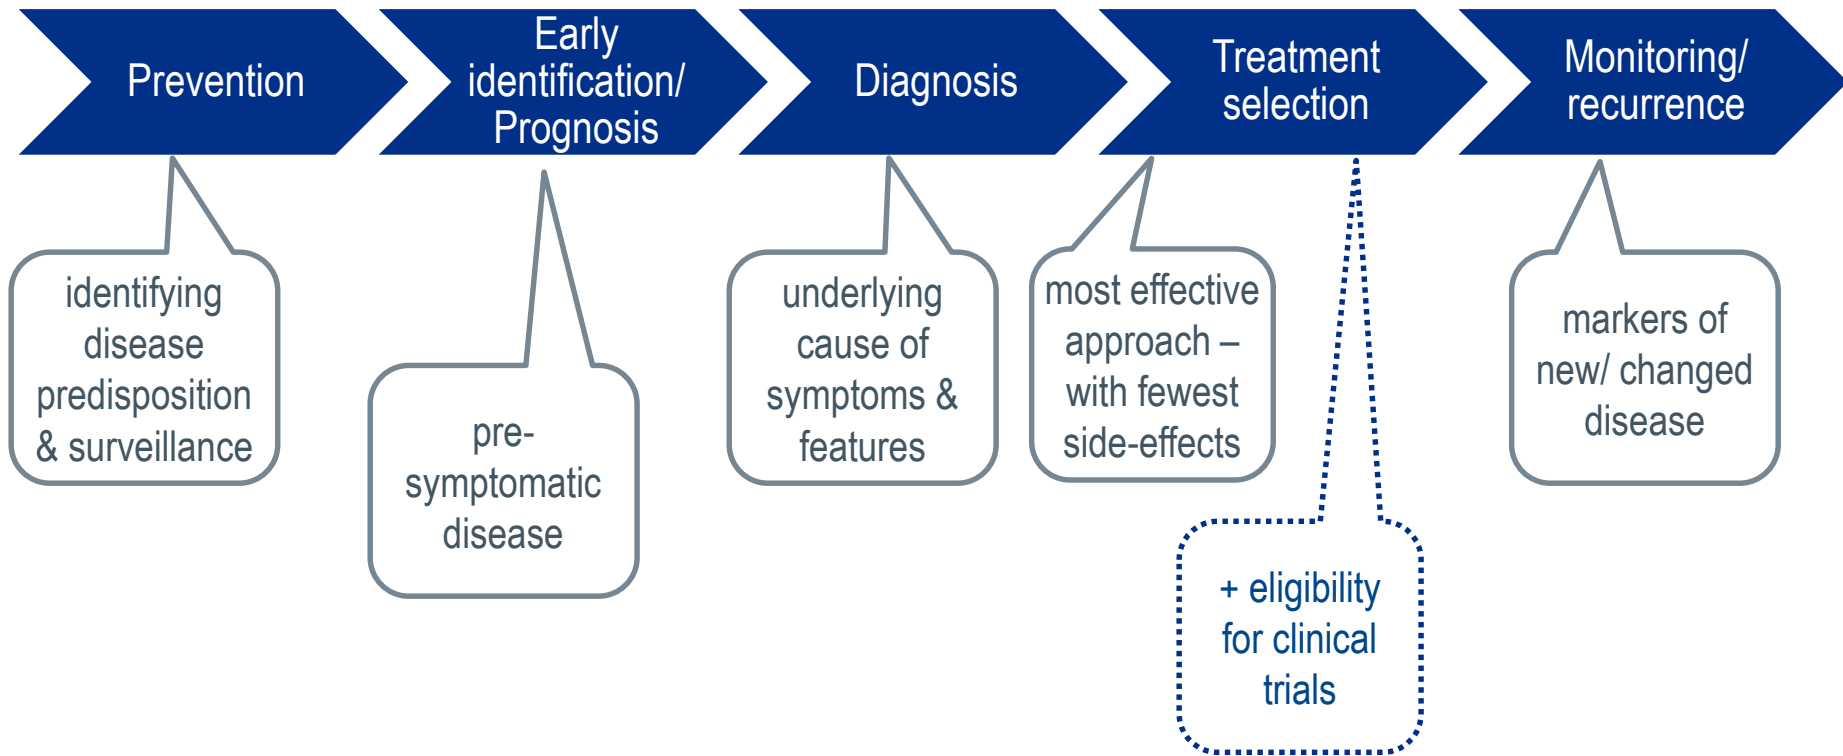 Prevention
Early
identification/
Prognosis
Diagnosis
Treatment
selection
Monitoring/
recurrence
identifying
disease
predisposition
& surveillance
pre-
symptomatic
disease
underlying
cause of
symptoms &
features
most effective
approach –
with fewest
side-effects
+ eligibility
for clinical
trials
markers of
new/ changed
disease